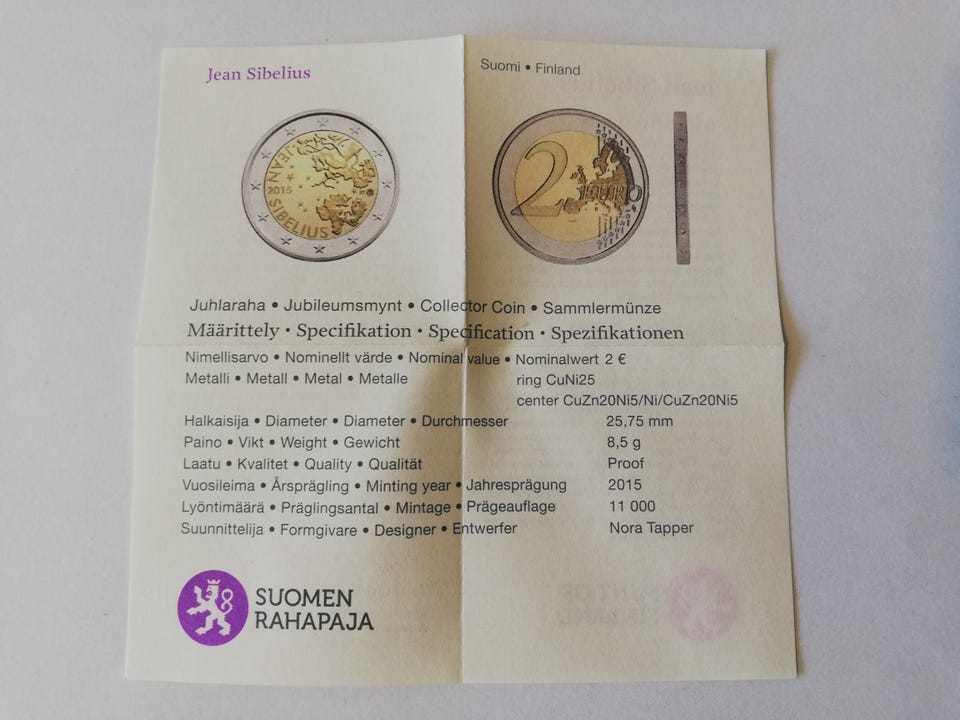 Jean Sibelius
Suomi • Finland
JEAN
2015
SIBELIUS
2 EURO
Juhlaraha • Jubileumsmynt • Collector Coin • Sammlermünze
Määrittely · Specifikation · Specification · Spezifikationen
Nimellisarvo • Nominellt värde • Nominal value • Nominalwert 2 €
Metalli • Metall • Metal • Metalle ring CuNi25
center CuZn20Ni5/Ni/CuZn20Ni5
Halkaisija • Diameter • Diameter • Durchmesser 25,75 mm
Paino • Vikt • Weight • Gewicht 8,5 g
Laatu • Kvalitet • Quality • Qualität Proof
Vuosileima • Årsprägling • Minting year • Jahresprägung 2015
Lyöntimäärä • Präglingsantal • Mintage • Prägeauflage 11 000
Suunnittelija • Formgivare • Designer • Entwerfer Nora Tapper
SUOMEN
RAHAPAJA